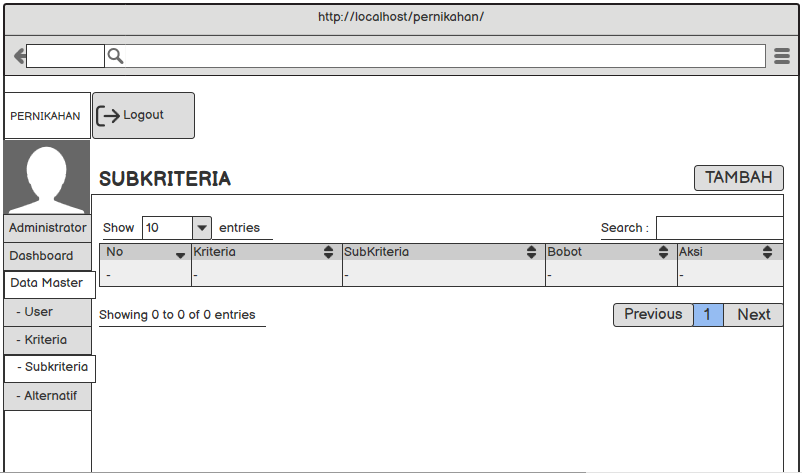 http://localhost/pernikahan/
PERNIKAHAN
Logout
SUBKRITERIA
TAMBAH
Administrator
Show 10 entries
Search :
Dashboard
No Kriteria SubKriteria Bobot Aksi
- - - - -
Data Master
- User
Showing 0 to 0 of 0 entries
Previous 1 Next
- Kriteria
- Subkriteria
- Alternatif